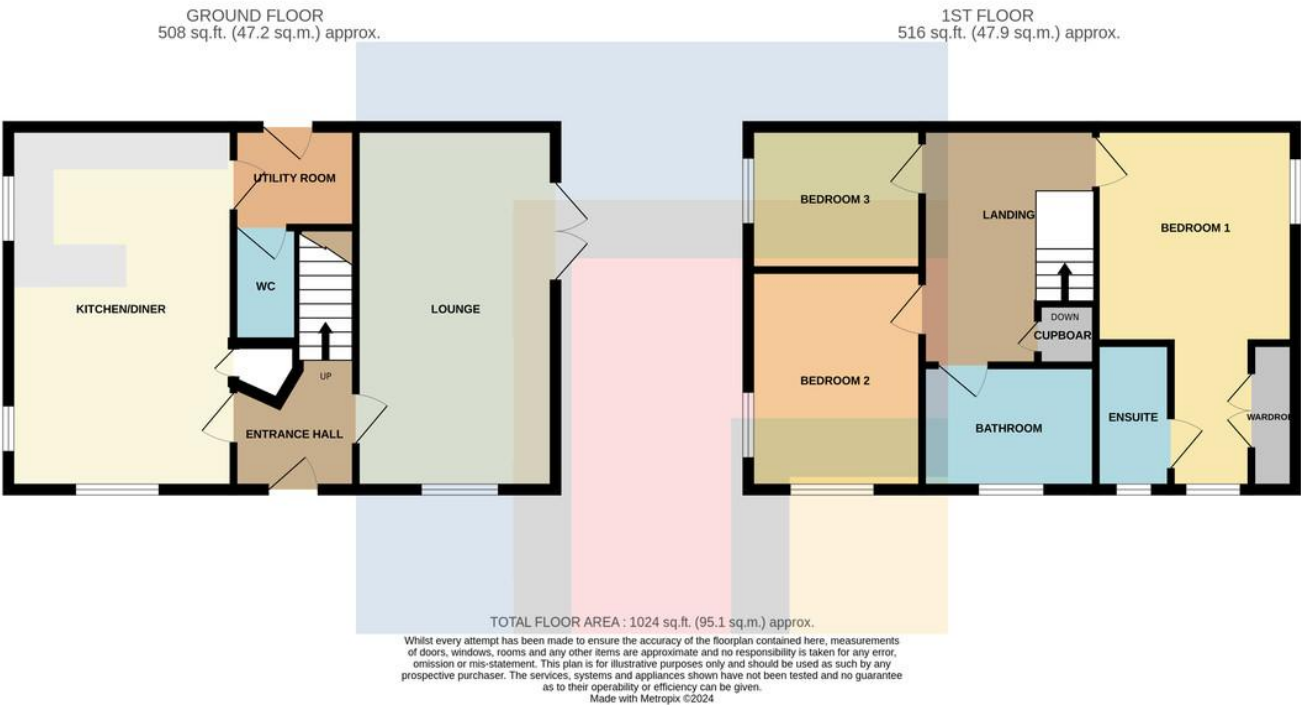 GROUND FLOOR
508 sq.ft. (47.2 sq.m.) approx.
UTILITY ROOM
WC
KITCHEN/DINER
LOUNGE
UP
ENTRANCE HALL
1ST FLOOR
516 sq.ft. (47.9 sq.m.) approx.
BEDROOM 3
LANDING
BEDROOM 1
DOWN
CUPBOAR
BEDROOM 2
BATHROOM
ENSUITE
WARDROB
TOTAL FLOOR AREA : 1024 sq.ft. (95.1 sq.m.) approx.
Whilst every attempt has been made to ensure the accuracy of the floorplan contained here, measurements
of doors, windows, rooms and any other items are approximate and no responsibility is taken for any error,
omission or mis-statement. This plan is for illustrative purposes only and should be used as such by any
prospective purchaser. The services, systems and appliances shown have not been tested and no guarantee
as to their operability or efficiency can be given.
Made with Metropix ©2024